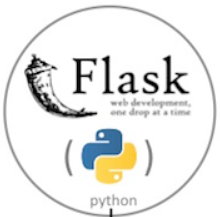 Flask
web development,
one drop at a time
( )
python